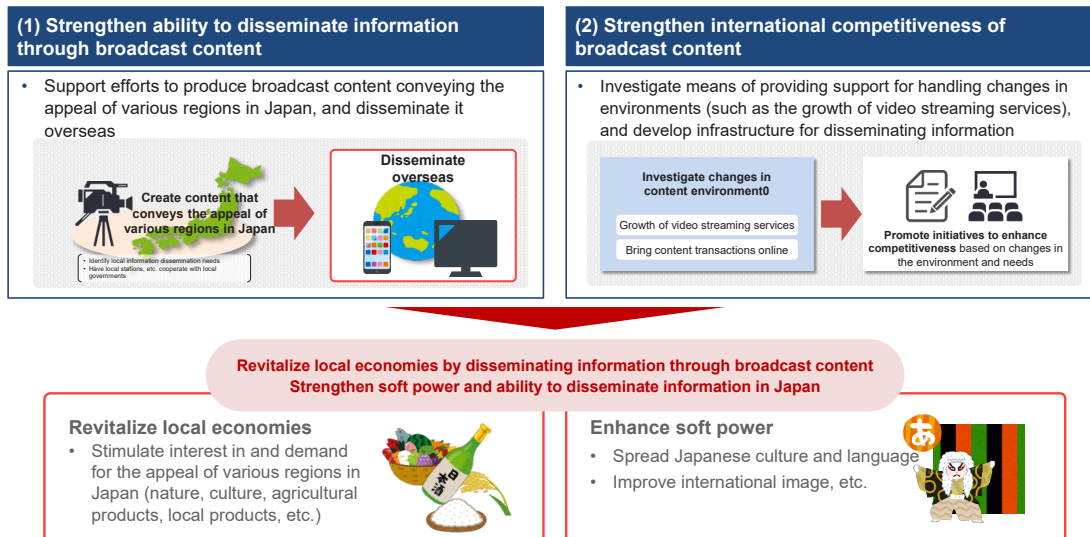 (1) Strengthen ability to disseminate information
through broadcast content
• Support efforts to produce broadcast content conveying the
appeal of various regions in Japan, and disseminate it
overseas
Create content that
conveys the appeal of
various regions in Japan
• Identify local information dissemination needs
• Have local stations, etc. cooperate with local
governments
Disseminate
overseas
(2) Strengthen international competitiveness of
broadcast content
• Investigate means of providing support for handling changes in
environments (such as the growth of video streaming services),
and develop infrastructure for disseminating information
Investigate changes in
content environment0
Growth of video streaming services
Bring content transactions online
Promote initiatives to enhance
competitiveness based on changes in
the environment and needs
Revitalize local economies by disseminating information through broadcast content
Strengthen soft power and ability to disseminate information in Japan
Revitalize local economies
• Stimulate interest in and demand
for the appeal of various regions in
Japan (nature, culture, agricultural
products, local products, etc.)
日本酒
Enhance soft power
• Spread Japanese culture and language
• Improve international image, etc.
あ